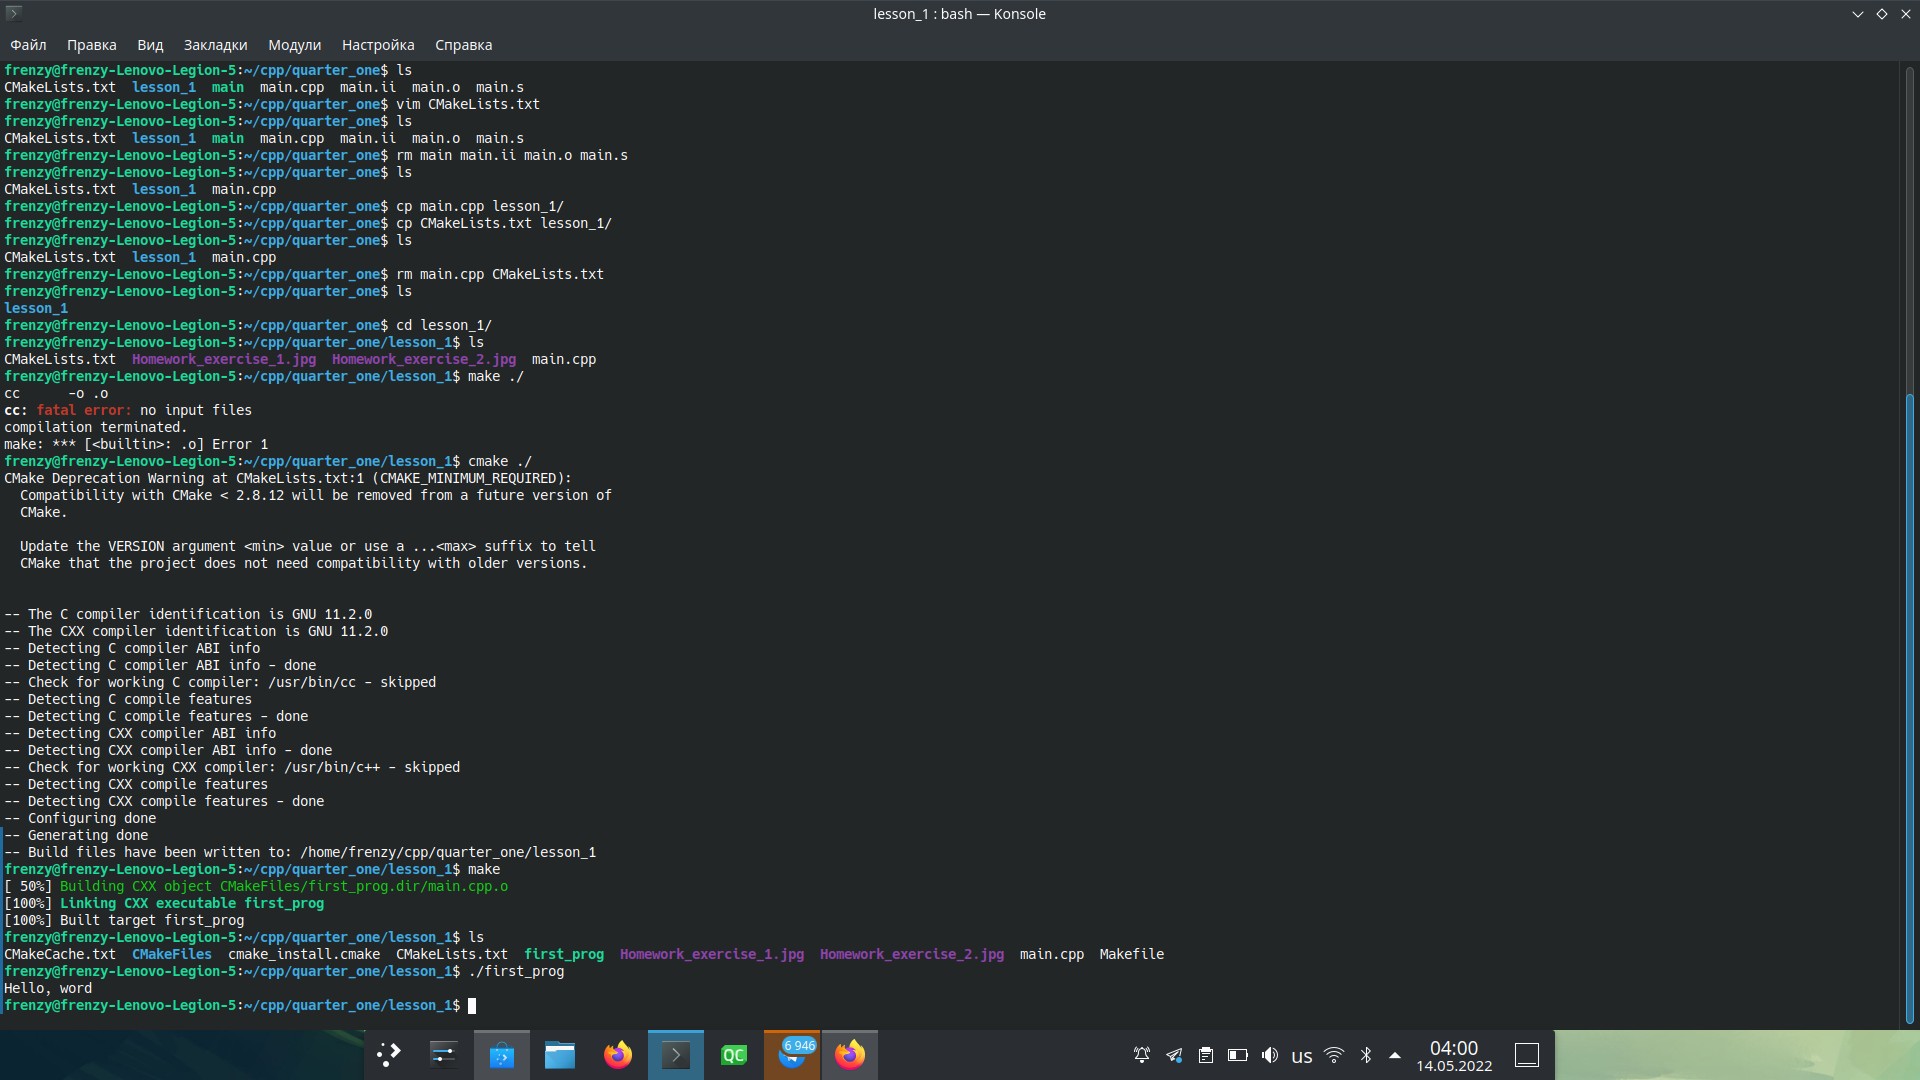 lesson_1 : bash — Konsole
Файл Правка Вид Закладки Модули Настройка Справка
frenzy@frenzy-Lenovo-Legion-5:~/cpp/quarter_one$ ls
CMakeLists.txt  lesson_1  main  main.cpp  main.ii  main.o  main.s
frenzy@frenzy-Lenovo-Legion-5:~/cpp/quarter_one$ vim CMakeLists.txt
frenzy@frenzy-Lenovo-Legion-5:~/cpp/quarter_one$ ls
CMakeLists.txt  lesson_1  main  main.cpp  main.ii  main.o  main.s
frenzy@frenzy-Lenovo-Legion-5:~/cpp/quarter_one$ rm main main.ii main.o main.s
frenzy@frenzy-Lenovo-Legion-5:~/cpp/quarter_one$ ls
CMakeLists.txt  lesson_1  main.cpp
frenzy@frenzy-Lenovo-Legion-5:~/cpp/quarter_one$ cp main.cpp lesson_1/
frenzy@frenzy-Lenovo-Legion-5:~/cpp/quarter_one$ cp CMakeLists.txt lesson_1/
frenzy@frenzy-Lenovo-Legion-5:~/cpp/quarter_one$ ls
CMakeLists.txt  lesson_1  main.cpp
frenzy@frenzy-Lenovo-Legion-5:~/cpp/quarter_one$ rm main.cpp CMakeLists.txt
frenzy@frenzy-Lenovo-Legion-5:~/cpp/quarter_one$ ls
lesson_1
frenzy@frenzy-Lenovo-Legion-5:~/cpp/quarter_one$ cd lesson_1/
frenzy@frenzy-Lenovo-Legion-5:~/cpp/quarter_one/lesson_1$ ls
CMakeLists.txt  Homework_exercise_1.jpg  Homework_exercise_2.jpg  main.cpp
frenzy@frenzy-Lenovo-Legion-5:~/cpp/quarter_one/lesson_1$ make ./
cc      -o .o
cc: fatal error: no input files
compilation terminated.
make: *** [<builtin>: .o] Error 1
frenzy@frenzy-Lenovo-Legion-5:~/cpp/quarter_one/lesson_1$ cmake ./
CMake Deprecation Warning at CMakeLists.txt:1 (CMAKE_MINIMUM_REQUIRED):
  Compatibility with CMake < 2.8.12 will be removed from a future version of
  CMake.
  Update the VERSION argument <min> value or use a ...<max> suffix to tell
  CMake that the project does not need compatibility with older versions.
-- The C compiler identification is GNU 11.2.0
-- The CXX compiler identification is GNU 11.2.0
-- Detecting C compiler ABI info
-- Detecting C compiler ABI info - done
-- Check for working C compiler: /usr/bin/cc - skipped
-- Detecting C compile features
-- Detecting C compile features - done
-- Detecting CXX compiler ABI info
-- Detecting CXX compiler ABI info - done
-- Check for working CXX compiler: /usr/bin/c++ - skipped
-- Detecting CXX compile features
-- Detecting CXX compile features - done
-- Configuring done
-- Generating done
-- Build files have been written to: /home/frenzy/cpp/quarter_one/lesson_1
frenzy@frenzy-Lenovo-Legion-5:~/cpp/quarter_one/lesson_1$ make
[ 50%] Building CXX object CMakeFiles/first_prog.dir/main.cpp.o
[100%] Linking CXX executable first_prog
[100%] Built target first_prog
frenzy@frenzy-Lenovo-Legion-5:~/cpp/quarter_one/lesson_1$ ls
CMakeCache.txt  CMakeFiles  cmake_install.cmake  CMakeLists.txt  first_prog  Homework_exercise_1.jpg  Homework_exercise_2.jpg  main.cpp  Makefile
frenzy@frenzy-Lenovo-Legion-5:~/cpp/quarter_one/lesson_1$ ./first_prog
Hello, word
frenzy@frenzy-Lenovo-Legion-5:~/cpp/quarter_one/lesson_1$
QC 6 946 us 04:00
14.05.2022